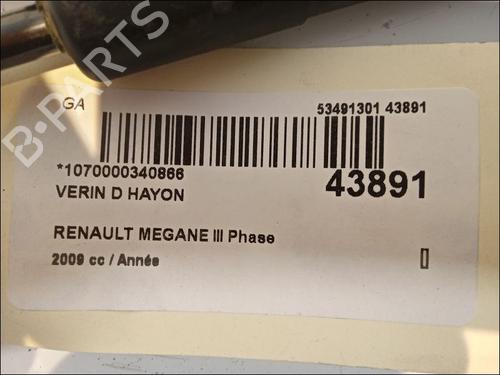 B-PARTS
GA
53491301 43891
*1070000340866
43891
VERIN D HAYON
RENAULT MEGANE III Phase
2009 cc / Année